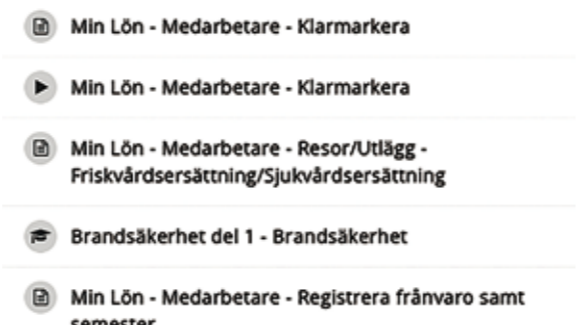 Min Lön - Medarbetare - Klarmarkera
Min Lön - Medarbetare - Klarmarkera
Min Lön - Medarbetare - Resor/Utlägg -
Friskvårdsersättning/Sjukvårdsersättning
Brandsäkerhet del 1 - Brandsäkerhet
Min Lön - Medarbetare - Registrera frånvaro samt
semester